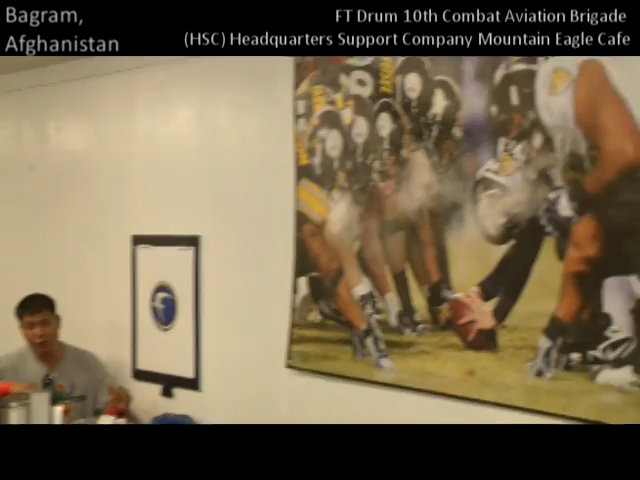 Bagram,
Afghanistan
FT Drum 10th Combat Aviation Brigade
(HSC) Headquarters Support Company Mountain Eagle Cafe